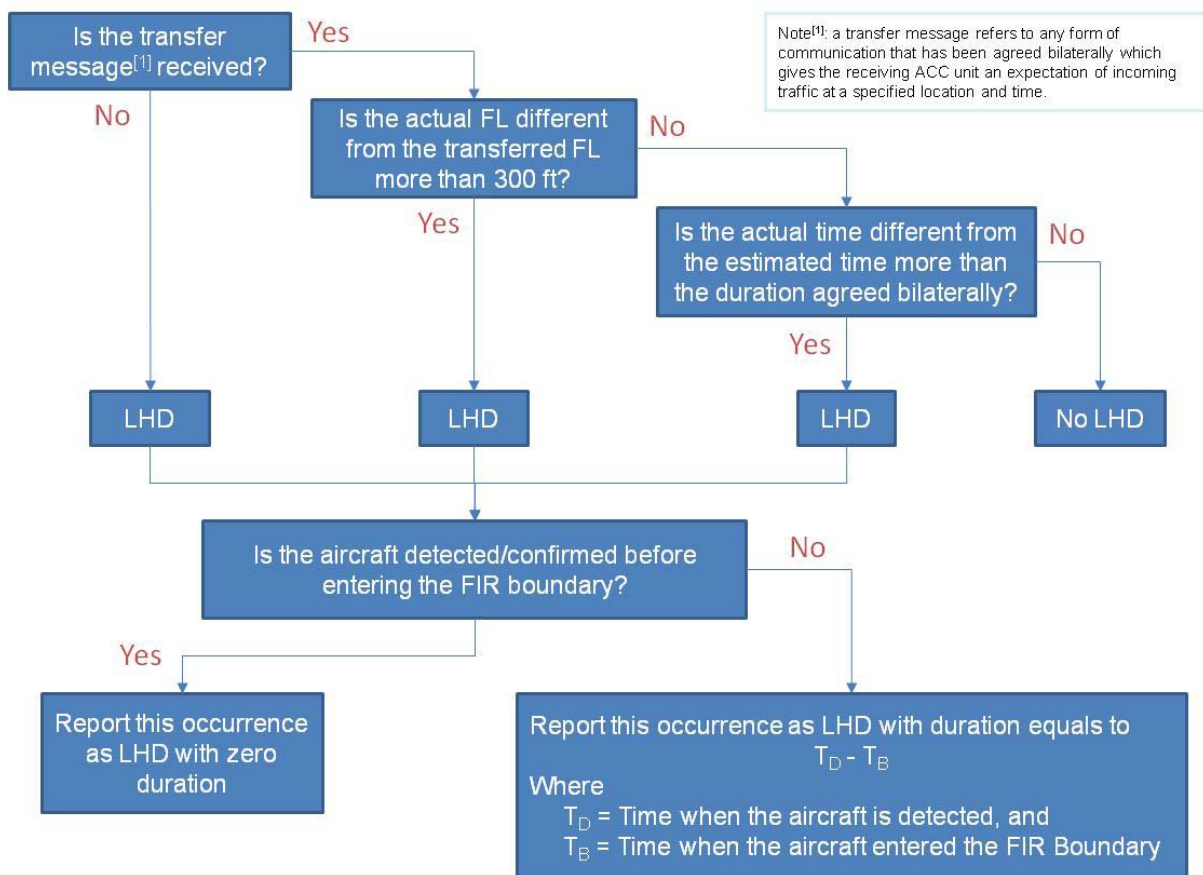 Is the transfer
message[1] received?
Yes
No
Note[1]: a transfer message refers to any form of
communication that has been agreed bilaterally which
gives the receiving ACC unit an expectation of incoming
traffic at a specified location and time.
Is the actual FL different
from the transferred FL
more than 300 ft?
No
Yes
Is the actual time different from
the estimated time more than
the duration agreed bilaterally?
No
Yes
LHD
LHD
LHD
No LHD
Is the aircraft detected/confirmed before
entering the FIR boundary?
No
Yes
Report this occurrence
as LHD with zero
duration
Report this occurrence as LHD with duration equals to
TD - TB
Where
TD = Time when the aircraft is detected, and
TB = Time when the aircraft entered the FIR Boundary